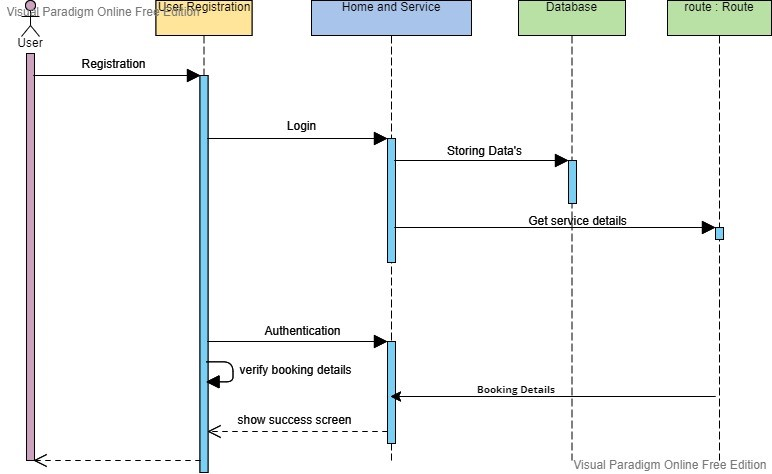 Visual Paradigm Online Free Edition
User Registration
Home and Service
Database
route : Route
User
Registration
Login
Storing Data's
Get service details
Authentication
verify booking details
Booking Details
show success screen
Visual Paradigm Online Free Edition